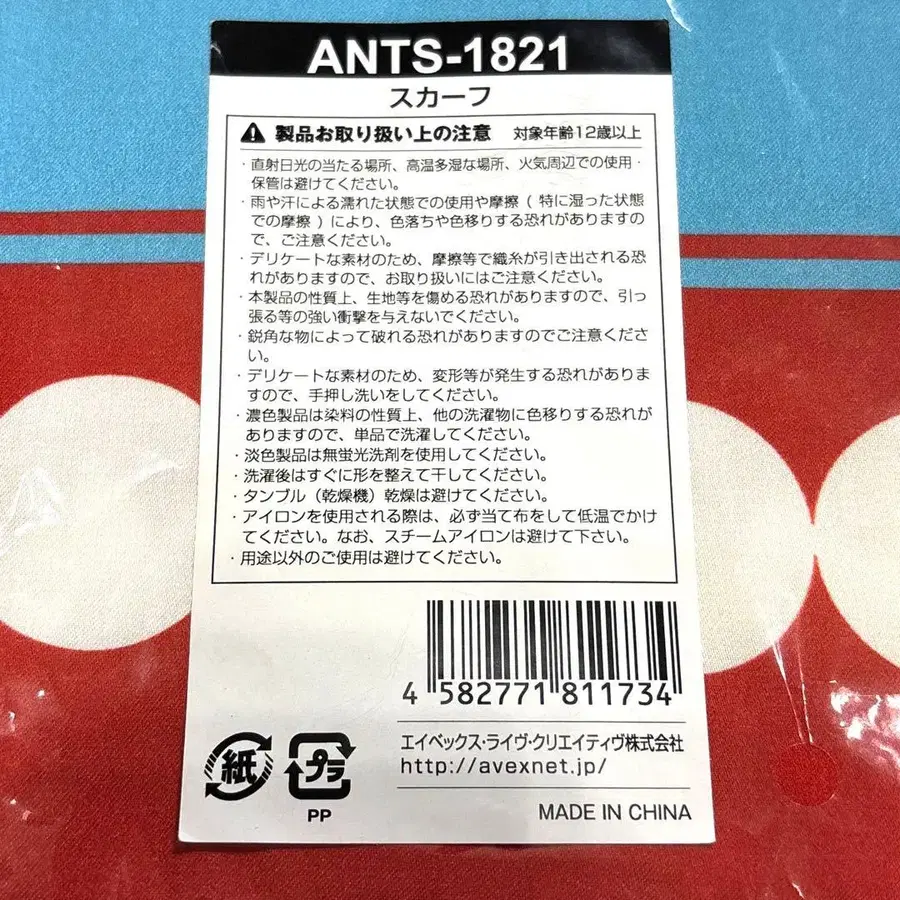 ANTS-1821
スカーフ
製品お取り扱い上の注意 対象年齢12歳以上
・直射日光の当たる場所、高温多湿な場所、火気周辺での使用・
保管は避けてください。
・雨や汗による濡れた状態での使用や摩擦（特に湿った状態
での摩擦）により、色落ちや色移りする恐れがありますの
で、ご注意ください。
・デリケートな素材のため、摩擦等で織糸が引き出される恐
れがありますので、お取り扱いにはご注意ください。
・本製品の性質上、生地等を傷める恐れがありますので、引っ
張る等の強い衝撃を与えないでください。
・鋭角な物によって破れる恐れがありますのでご注意くださ
い。
・デリケートな素材のため、変形等が発生する恐れがありま
すので、手押し洗いをしてください。
・濃色製品は染料の性質上、他の洗濯物に色移りする恐れが
ありますので、単品で洗濯してください。
・淡色製品は無蛍光洗剤を使用してください。
・洗濯後はすぐに形を整えて干してください。
・タンブル（乾燥機）乾燥は避けてください。
・アイロンを使用される際は、必ず当て布をして低温でかけ
てください。なお、スチームアイロンは避けて下さい。
・用途以外のご使用は避けてください。
4 582771 811734
エイベックス・ライヴ・クリエイティヴ株式会社
http://avexnet.jp/
紙 プラ
PP
MADE IN CHINA